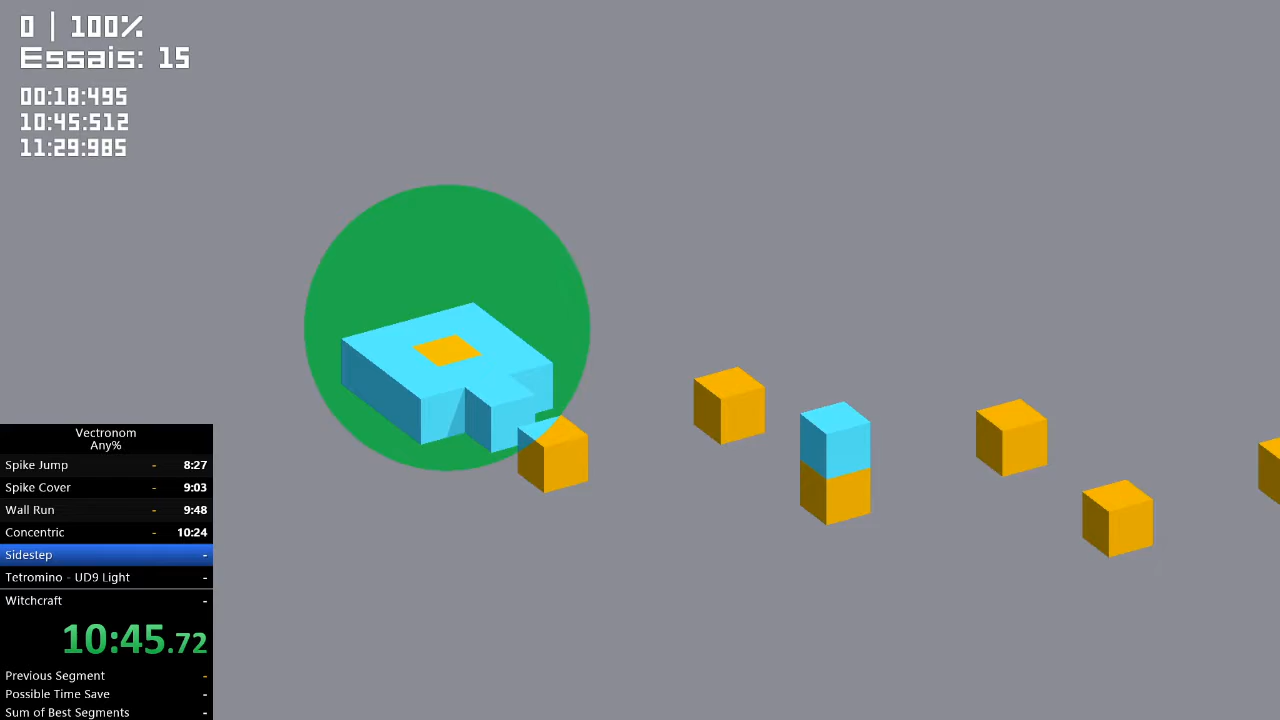 0 | 100%
Essais: 15
00:18:495
10:45:512
11:29:985
Vectronom
Any%
Spike Jump - 8:27
Spike Cover - 9:03
Wall Run - 9:48
Concentric - 10:24
Sidestep -
Tetromino - UD9 Light -
Witchcraft -
10:45.72
Previous Segment -
Possible Time Save -
Sum of Best Segments -